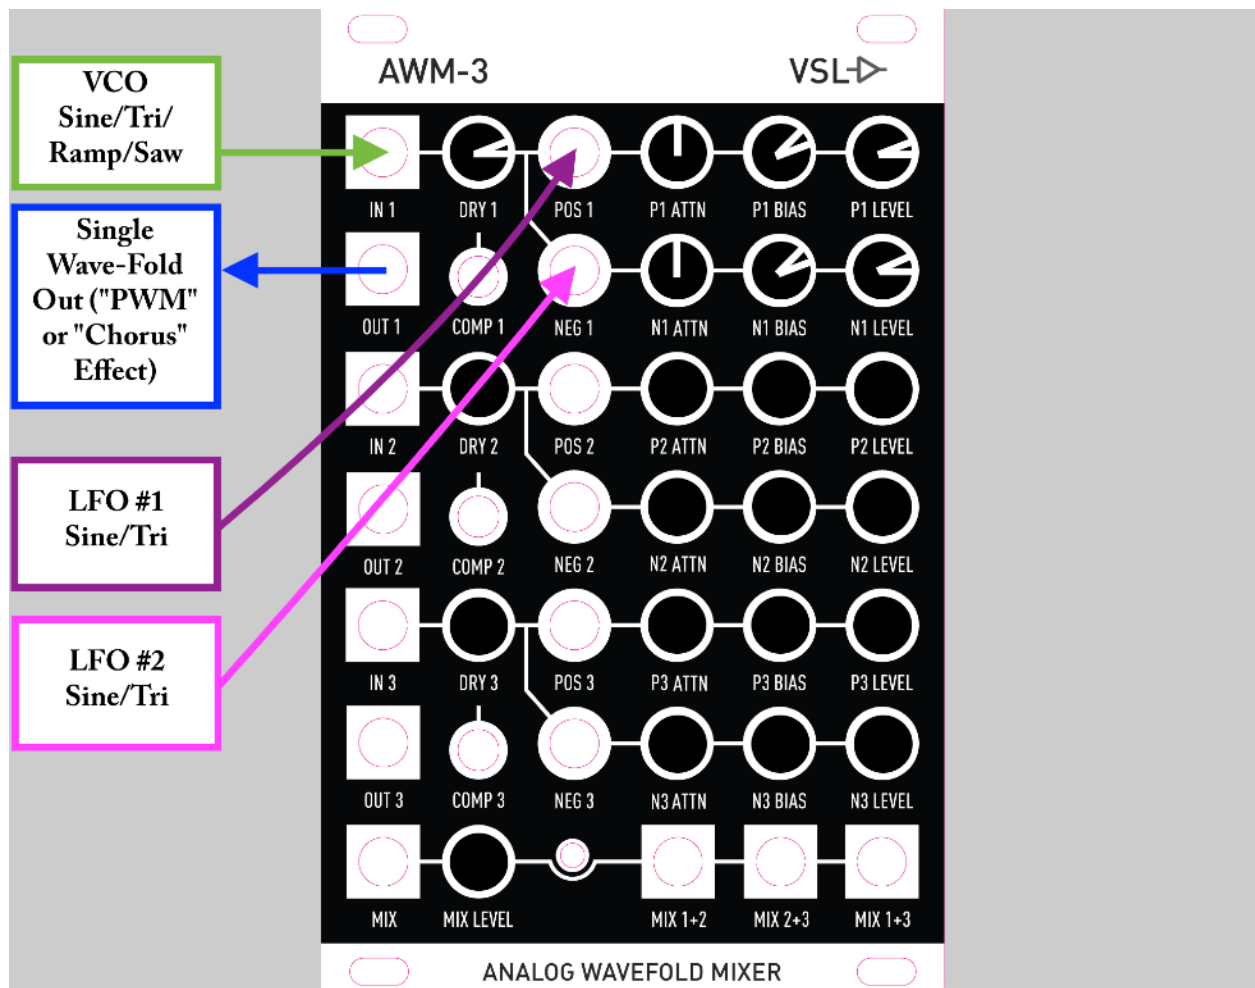 AWM-3
VSL
VCO
Sine/Tri/
Ramp/Saw
Single
Wave-Fold
Out ("PWM"
or "Chorus"
Effect)
LFO #1
Sine/Tri
LFO #2
Sine/Tri
IN 1 DRY 1 POS 1 P1 ATTN P1 BIAS P1 LEVEL
OUT 1 COMP 1 NEG 1 N1 ATTN N1 BIAS N1 LEVEL
IN 2 DRY 2 POS 2 P2 ATTN P2 BIAS P2 LEVEL
OUT 2 COMP 2 NEG 2 N2 ATTN N2 BIAS N2 LEVEL
IN 3 DRY 3 POS 3 P3 ATTN P3 BIAS P3 LEVEL
OUT 3 COMP 3 NEG 3 N3 ATTN N3 BIAS N3 LEVEL
MIX MIX LEVEL MIX 1+2 MIX 2+3 MIX 1+3
ANALOG WAVEFOLD MIXER